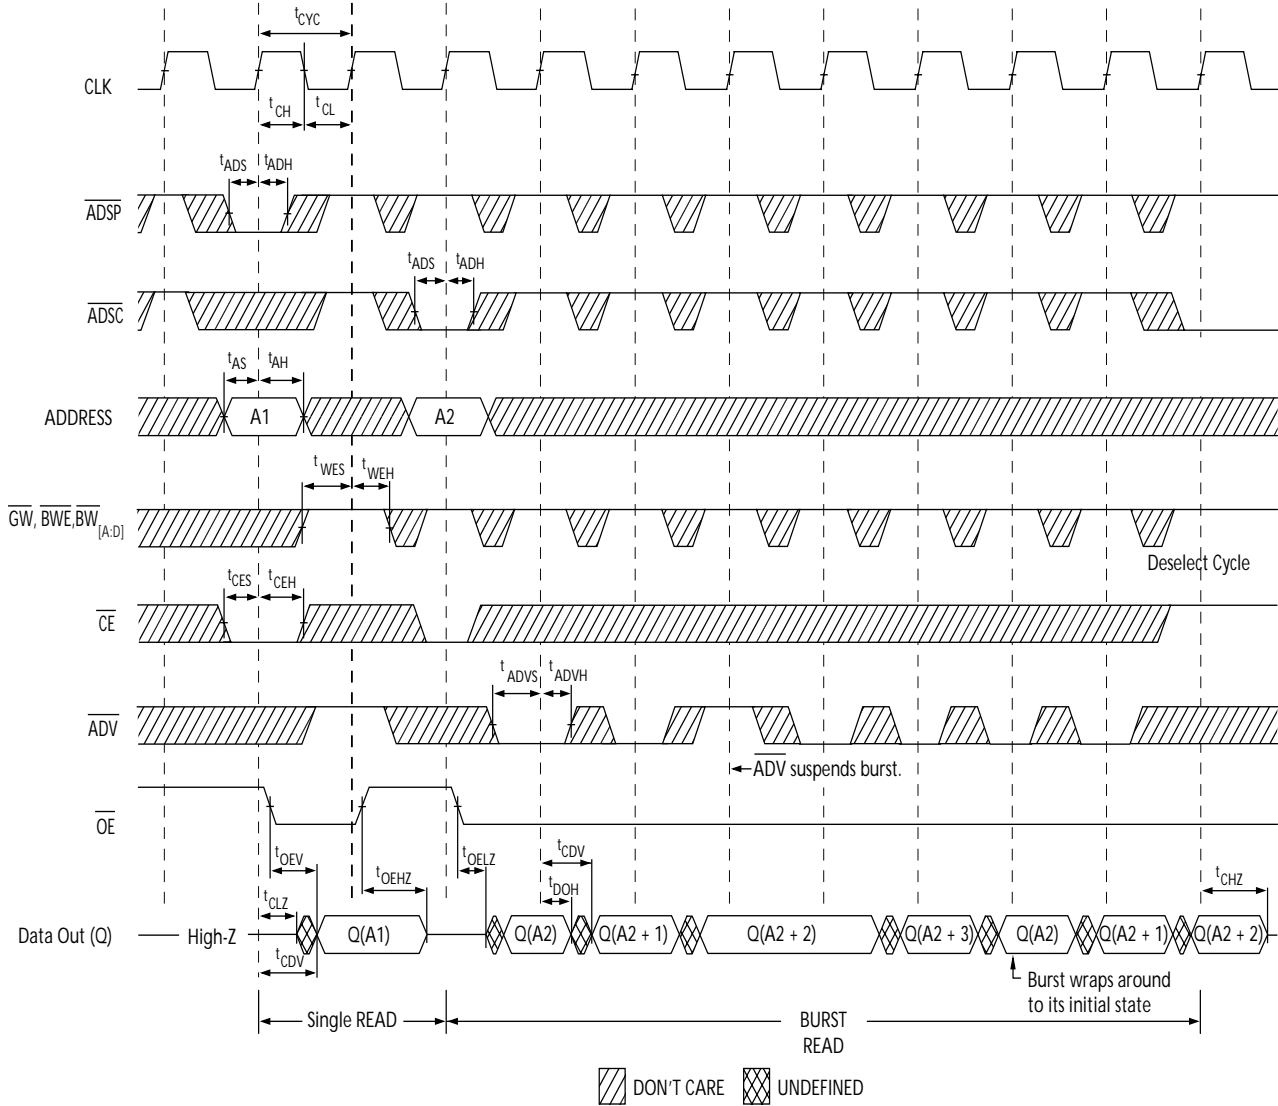 tCYC
CLK
tCH tCL
tADS tADH
ADSP
tADS tADH
ADSC
tAS tAH
ADDRESS A1 A2
tWES tWEH
GW, BWE,BW[A:D]
Deselect Cycle
tCES tCEH
CE
tADVS tADVH
ADV
ADV suspends burst.
OE
tOEV tOEHZ tOELZ tCDV
tCLZ tDOH tCHZ
Data Out (Q) High-Z Q(A1) Q(A2) Q(A2 + 1) Q(A2 + 2) Q(A2 + 3) Q(A2) Q(A2 + 1) Q(A2 + 2)
tCDV
Burst wraps around
to its initial state
Single READ BURST
READ
DON'T CARE UNDEFINED